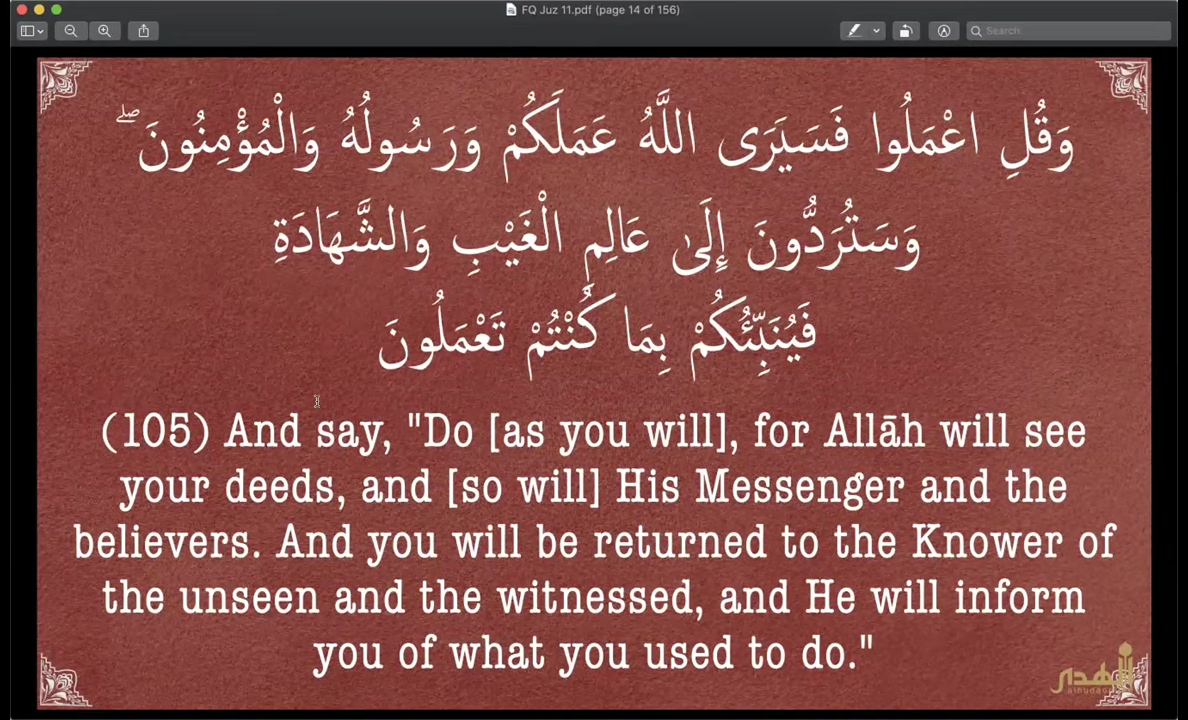 FQ Juz 11.pdf (page 14 of 156)
Search
وَقُلِ اعْمَلُوا فَسَيَرَى اللَّهُ عَمَلَكُمْ وَرَسُولُهُ وَالْمُؤْمِنُونَ ۖ
وَسَتُرَدُّونَ إِلَىٰ عَالِمِ الْغَيْبِ وَالشَّهَادَةِ
فَيُنَبِّئُكُمْ بِمَا كُنْتُمْ تَعْمَلُونَ
(105) And say, "Do [as you will], for Allāh will see
your deeds, and [so will] His Messenger and the
believers. And you will be returned to the Knower of
the unseen and the witnessed, and He will inform
you of what you used to do."
الهدى